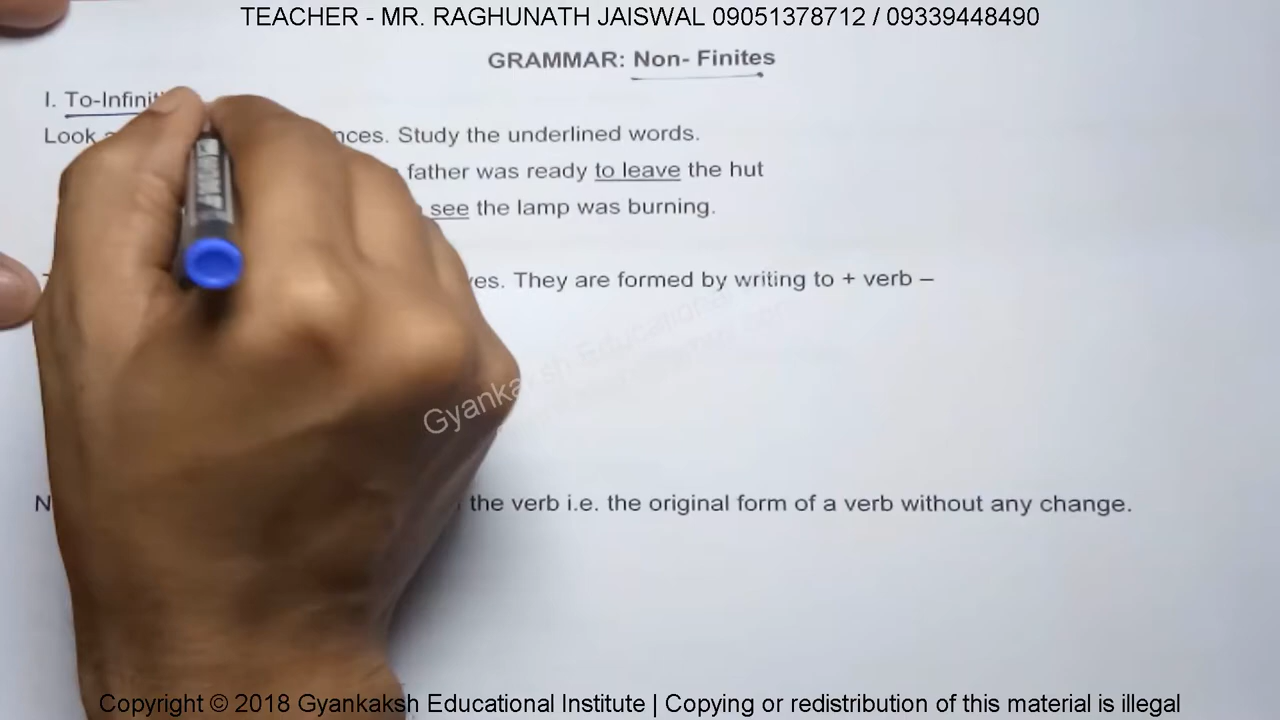 TEACHER - MR. RAGHUNATH JAISWAL 09051378712 / 09339448490
GRAMMAR: Non- Finites
I. To-Infinit
Look nces. Study the underlined words.
father was ready to leave the hut
see the lamp was burning.
ves. They are formed by writing to + verb –
Gyankaksh Educational
the verb i.e. the original form of a verb without any change.
Copyright © 2018 Gyankaksh Educational Institute | Copying or redistribution of this material is illegal